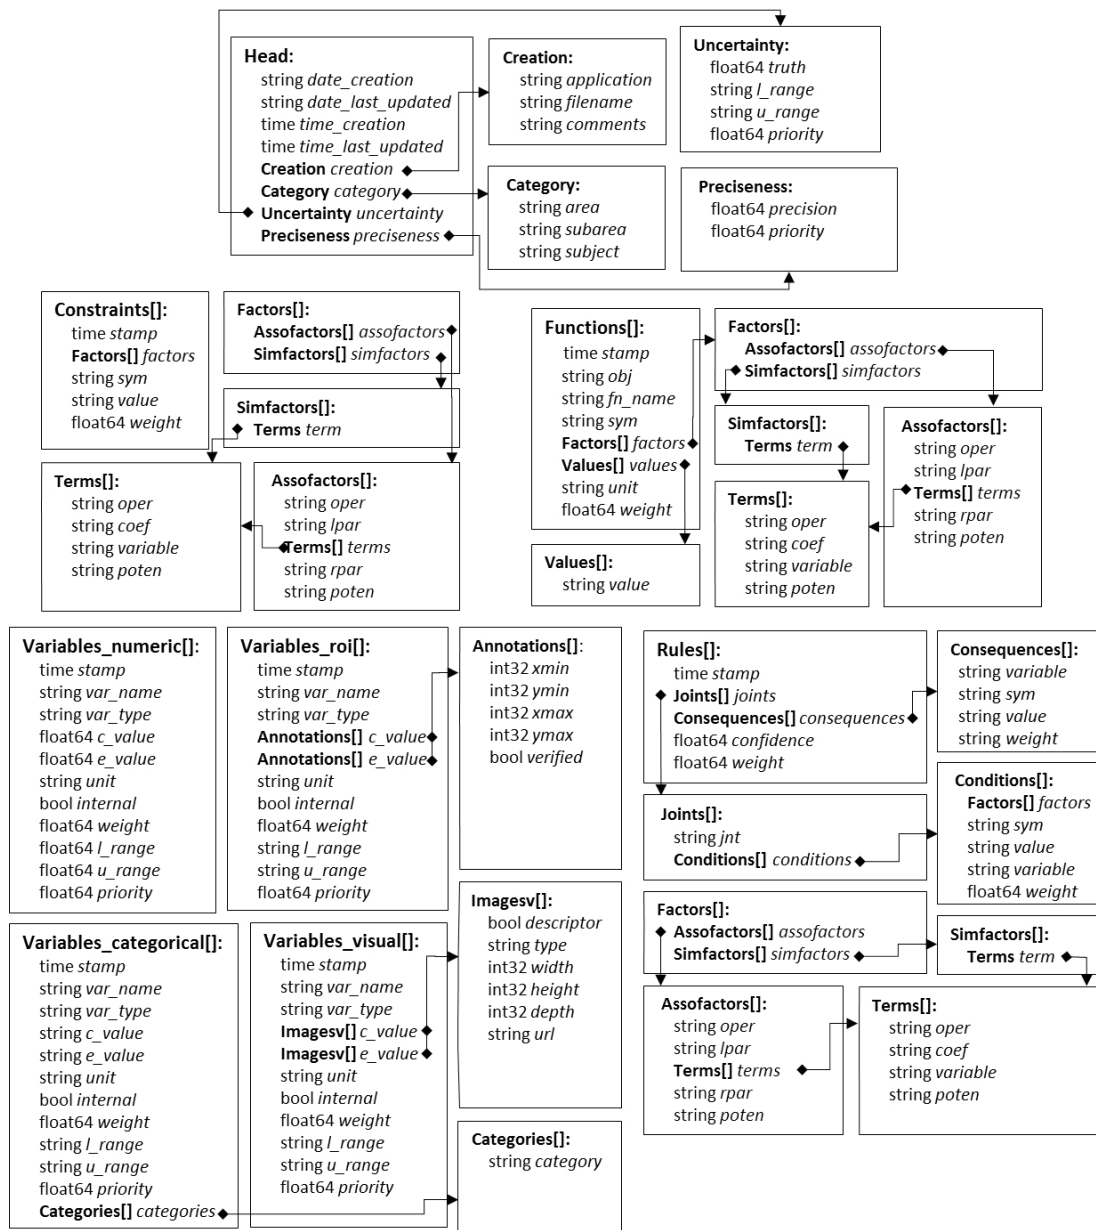 Head:
string date_creation
string date_last_updated
time time_creation
time time_last_updated
Creation creation
Category category
Uncertainty uncertainty
Preciseness preciseness
Creation:
string application
string filename
string comments
Category:
string area
string subarea
string subject
Uncertainty:
float64 truth
string l_range
string u_range
float64 priority
Preciseness:
float64 precision
float64 priority
Constraints[]:
time stamp
Factors[] factors
string sym
string value
float64 weight
Factors[]:
Assofactors[] assofactors
Simfactors[] simfactors
Simfactors[]:
Terms term
Terms[]:
string oper
string coef
string variable
string poten
Assofactors[]:
string oper
string lpar
Terms[] terms
string rpar
string poten
Functions[]:
time stamp
string obj
string fn_name
string sym
Factors[] factors
Values[] values
string unit
float64 weight
Values[]:
string value
Factors[]:
Assofactors[] assofactors
Simfactors[] simfactors
Simfactors[]:
Terms term
Terms[]:
string oper
string coef
string variable
string poten
Assofactors[]:
string oper
string lpar
Terms[] terms
string rpar
string poten
Variables_numeric[]:
time stamp
string var_name
string var_type
float64 c_value
float64 e_value
string unit
bool internal
float64 weight
float64 l_range
float64 u_range
float64 priority
Variables_roi[]:
time stamp
string var_name
string var_type
Annotations[] c_value
Annotations[] e_value
string unit
bool internal
float64 weight
string l_range
string u_range
float64 priority
Annotations[]:
int32 xmin
int32 ymin
int32 xmax
int32 ymax
bool verified
Variables_categorical[]:
time stamp
string var_name
string var_type
string c_value
string e_value
string unit
bool internal
float64 weight
string l_range
string u_range
float64 priority
Categories[] categories
Variables_visual[]:
time stamp
string var_name
string var_type
Imagesv[] c_value
Imagesv[] e_value
string unit
bool internal
float64 weight
string l_range
string u_range
float64 priority
Imagesv[]:
bool descriptor
string type
int32 width
int32 height
int32 depth
string url
Categories[]:
string category
Rules[]:
time stamp
Joints[] joints
Consequences[] consequences
float64 confidence
float64 weight
Consequences[]:
string variable
string sym
string value
string weight
Joints[]:
string jnt
Conditions[] conditions
Conditions[]:
Factors[] factors
string sym
string value
string variable
float64 weight
Factors[]:
Assofactors[] assofactors
Simfactors[] simfactors
Simfactors[]:
Terms term
Assofactors[]:
string oper
string lpar
Terms[] terms
string rpar
string poten
Terms[]:
string oper
string coef
string variable
string poten